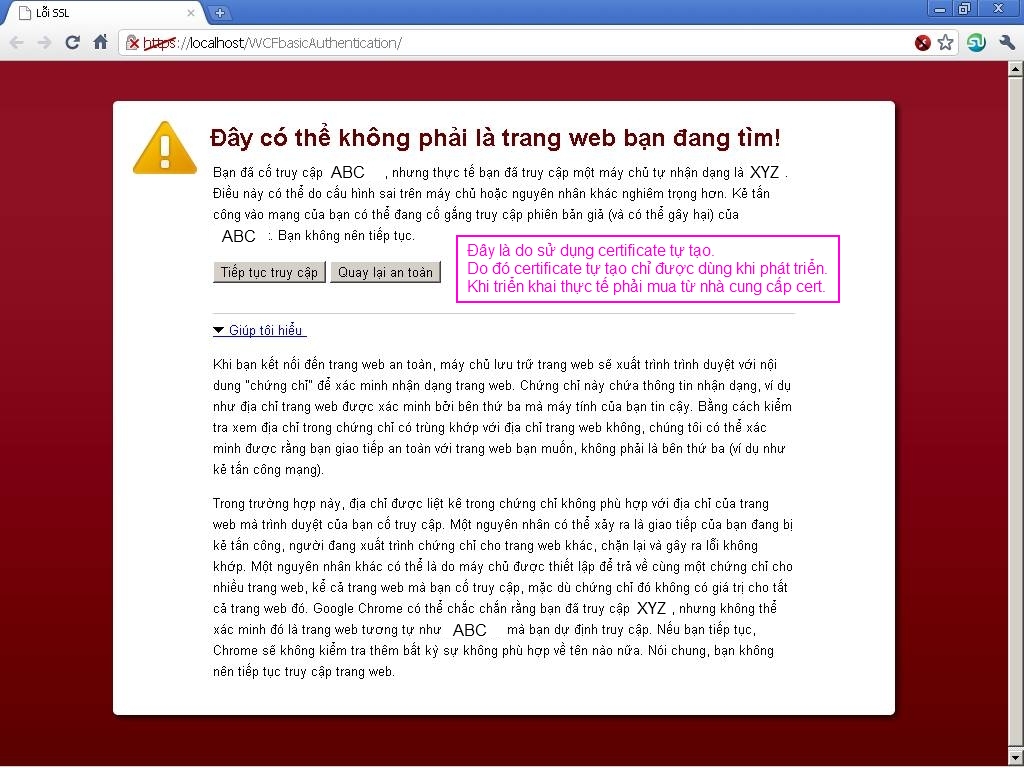 Lỗi SSL
https://localhost/WCFbasicAuthentication/
Đây có thể không phải là trang web bạn đang tìm!
Bạn đã cố truy cập ABC , nhưng thực tế bạn đã truy cập một máy chủ tự nhận dạng là XYZ .
Điều này có thể do cấu hình sai trên máy chủ hoặc nguyên nhân khác nghiêm trọng hơn. Kẻ tấn
công vào mạng của bạn có thể đang cố gắng truy cập phiên bản giả (và có thể gây hại) của
ABC :. Bạn không nên tiếp tục.
Đây là do sử dụng certificate tự tạo.
Do đó certificate tự tạo chỉ được dùng khi phát triển.
Khi triển khai thực tế phải mua từ nhà cung cấp cert.
Tiếp tục truy cập Quay lại an toàn
Giúp tôi hiểu
Khi bạn kết nối đến trang web an toàn, máy chủ lưu trữ trang web sẽ xuất trình trình duyệt với nội
dung "chứng chỉ" để xác minh nhận dạng trang web. Chứng chỉ này chứa thông tin nhận dạng, ví dụ
như địa chỉ trang web được xác minh bởi bên thứ ba mà máy tính của bạn tin cậy. Bằng cách kiểm
tra xem địa chỉ trong chứng chỉ có trùng khớp với địa chỉ trang web không, chúng tôi có thể xác
minh được rằng bạn giao tiếp an toàn với trang web bạn muốn, không phải là bên thứ ba (ví dụ như
kẻ tấn công mạng).
Trong trường hợp này, địa chỉ được liệt kê trong chứng chỉ không phù hợp với địa chỉ của trang
web mà trình duyệt của bạn cố truy cập. Một nguyên nhân có thể xảy ra là giao tiếp của bạn đang bị
kẻ tấn công, người đang xuất trình chứng chỉ cho trang web khác, chặn lại và gây ra lỗi không
khớp. Một nguyên nhân khác có thể là do máy chủ được thiết lập để trả về cùng một chứng chỉ cho
nhiều trang web, kể cả trang web mà bạn cố truy cập, mặc dù chứng chỉ đó không có giá trị cho tất
cả trang web đó. Google Chrome có thể chắc chắn rằng bạn đã truy cập XYZ , nhưng không thể
xác minh đó là trang web tương tự như ABC mà bạn dự định truy cập. Nếu bạn tiếp tục,
Chrome sẽ không kiểm tra thêm bất kỳ sự không phù hợp về tên nào nữa. Nói chung, bạn không
nên tiếp tục truy cập trang web.